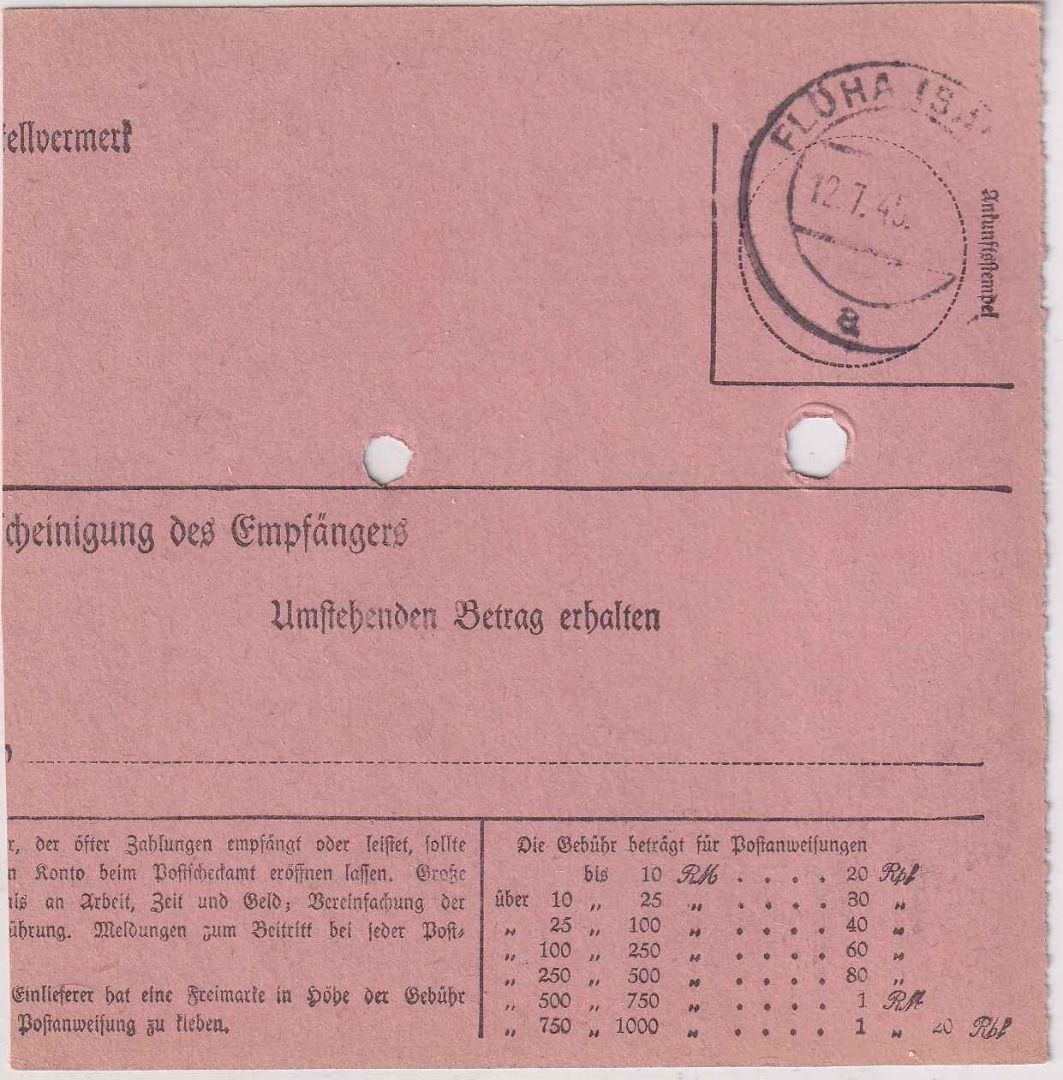 ellvermerk
FLÖHA (S
12.7.45.
a
Ankunftsstempel
cheinigung des Empfängers
Umstehenden Betrag erhalten
r, der öfter Zahlungen empfängt oder leistet, sollte
n Konto beim Postscheckamt eröffnen lassen. Große
nis an Arbeit, Zeit und Geld; Vereinfachung der
ührung. Meldungen zum Beitritt bei jeder Post-
Einlieferer hat eine Freimarke in Höhe der Gebühr
Postanweisung zu kleben.
Die Gebühr beträgt für Postanweisungen
bis 10 RM . . . . 20 Rpf
über 10 „ 25 „ . . . . 30 „
„ 25 „ 100 „ . . . . 40 „
„ 100 „ 250 „ . . . . 60 „
„ 250 „ 500 „ . . . . 80 „
„ 500 „ 750 „ . . . . 1 RM
„ 750 „ 1000 „ . . . . 1 „ 20 Rpf